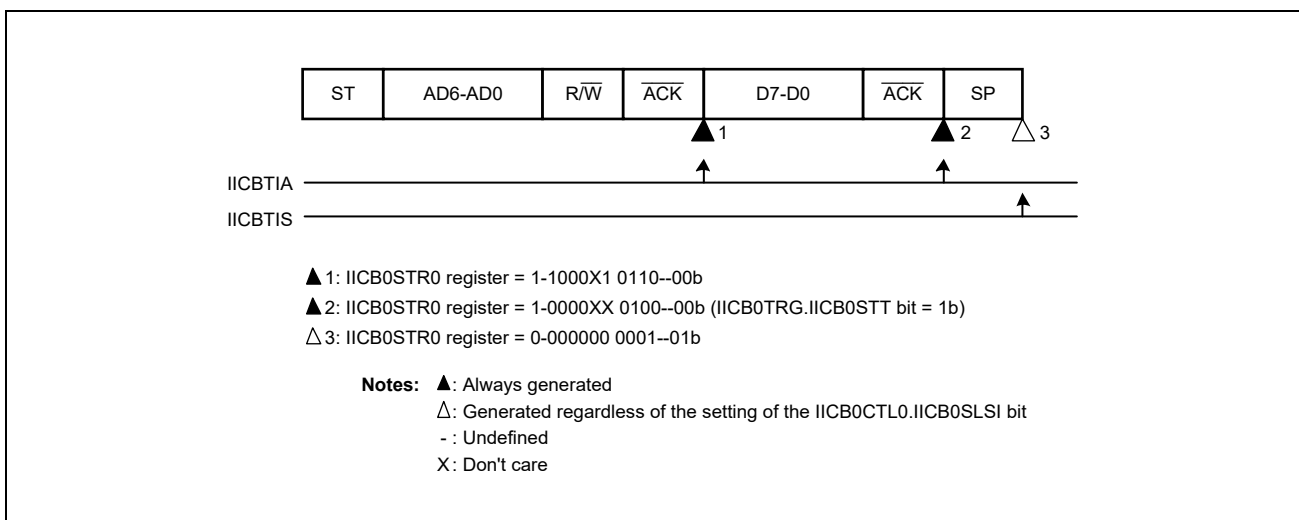 ST AD6-AD0 R/W̅ A̅C̅K̅ D7-D0 A̅C̅K̅ SP
▲ 1 ▲ 2 △ 3
IICBTIA
IICBTIS
▲ 1: IICB0STR0 register = 1-1000X1 0110--00b
▲ 2: IICB0STR0 register = 1-0000XX 0100--00b (IICB0TRG.IICB0STT bit = 1b)
△ 3: IICB0STR0 register = 0-000000 0001--01b
Notes: ▲: Always generated
△: Generated regardless of the setting of the IICB0CTL0.IICB0SLSI bit
- : Undefined
X: Don't care